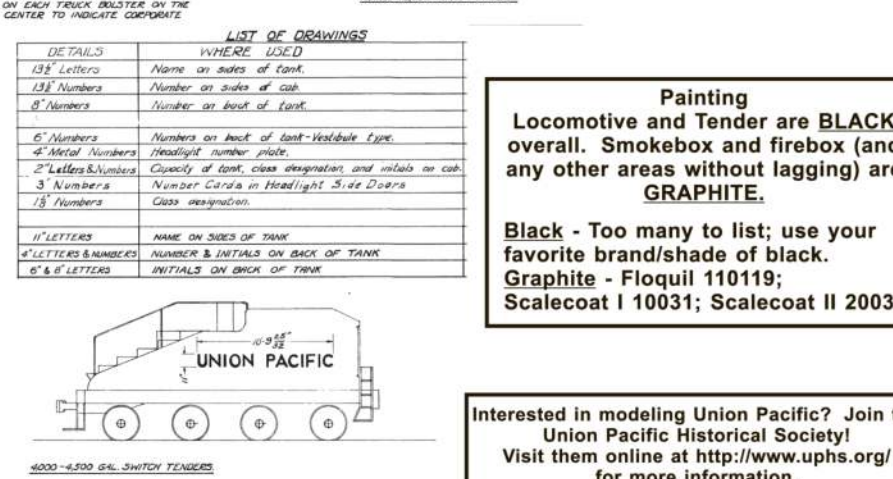 ON EACH TRUCK BOLSTER ON THE
CENTER TO INDICATE CORPORATE
LIST OF DRAWINGS
DETAILS WHERE USED
13½" Letters Name on sides of tank.
13½" Numbers Number on sides of cab.
8" Numbers Number on back of tank.
6" Numbers Numbers on back of tank-Vestibule type.
4" Metal Numbers Headlight number plate.
2" Letters & Numbers Capacity of tank, class designation, and initials on cab.
3" Numbers Number Cards in Headlight Side Doors
Numbers Class designation.
11" LETTERS NAME ON SIDES OF TANK
4" LETTERS & NUMBERS NUMBER & INITIALS ON BACK OF TANK
6" & 8" LETTERS INITIALS ON BACK OF TANK
10'-9 25/32"
11"
UNION PACIFIC
4,000-4,500 GAL. SWITCH TENDERS.
Painting
Locomotive and Tender are BLACK
overall. Smokebox and firebox (and
any other areas without lagging) are
GRAPHITE.
Black - Too many to list; use your
favorite brand/shade of black.
Graphite - Floquil 110119;
Scalecoat I 10031; Scalecoat II 2003
Interested in modeling Union Pacific? Join
Union Pacific Historical Society!
Visit them online at http://www.uphs.org/
for more information